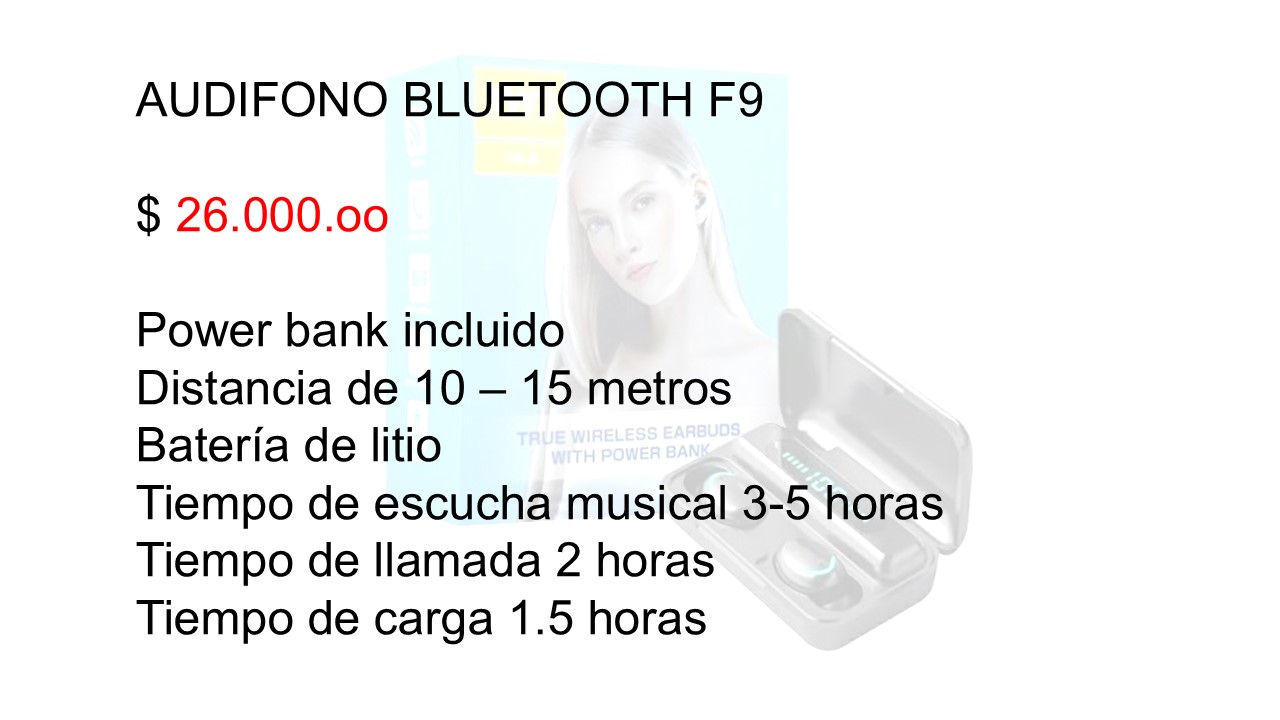 AUDIFONO BLUETOOTH F9
$ 26.000.oo
Power bank incluido
Distancia de 10 – 15 metros
Batería de litio
Tiempo de escucha musical 3-5 horas
Tiempo de llamada 2 horas
Tiempo de carga 1.5 horas
TRUE WIRELESS EARBUDS
WITH POWER BANK